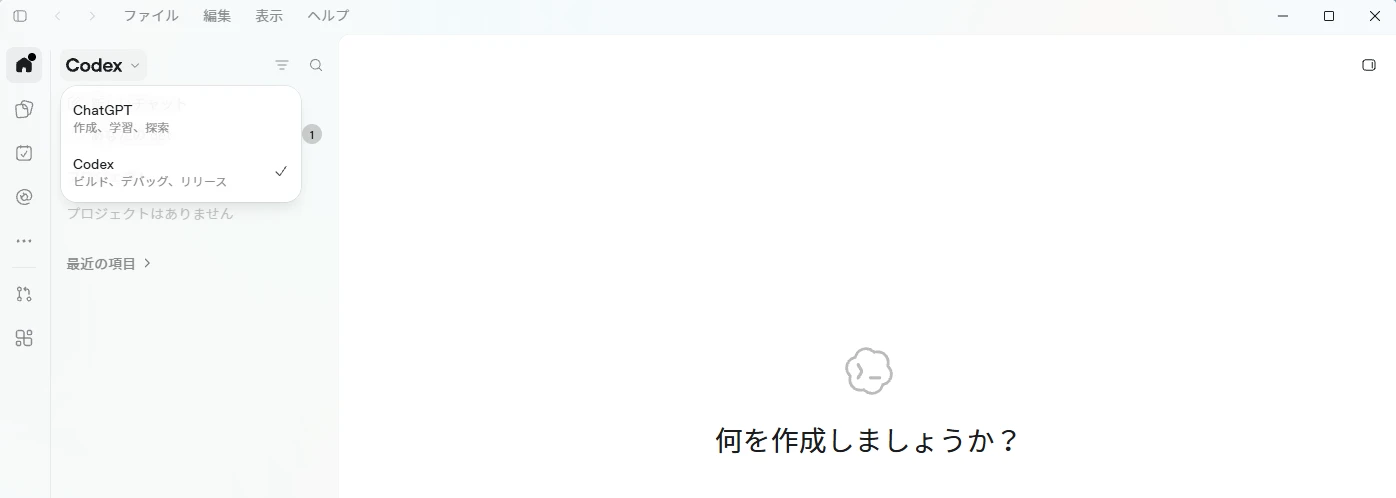 ファイル 編集 表示 ヘルプ
Codex
ChatGPT
作成、学習、探索
1
Codex
ビルド、デバッグ、リリース
プロジェクトはありません
最近の項目
何を作成しましょうか？